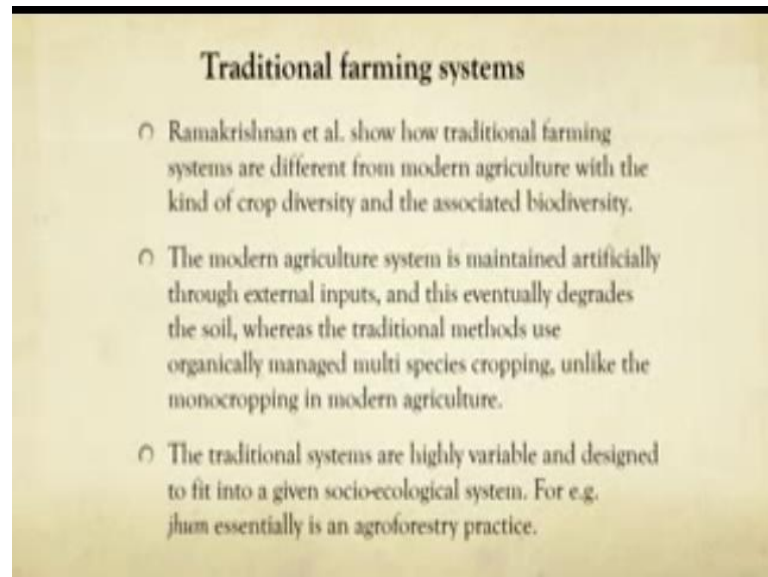 Traditional farming systems
Ramakrishnan et al. show how traditional farming
systems are different from modern agriculture with the
kind of crop diversity and the associated biodiversity.
The modern agriculture system is maintained artificially
through external inputs, and this eventually degrades
the soil, whereas the traditional methods use
organically managed multi species cropping, unlike the
monocropping in modern agriculture.
The traditional systems are highly variable and designed
to fit into a given socio-ecological system. For e.g.
jhum essentially is an agroforestry practice.